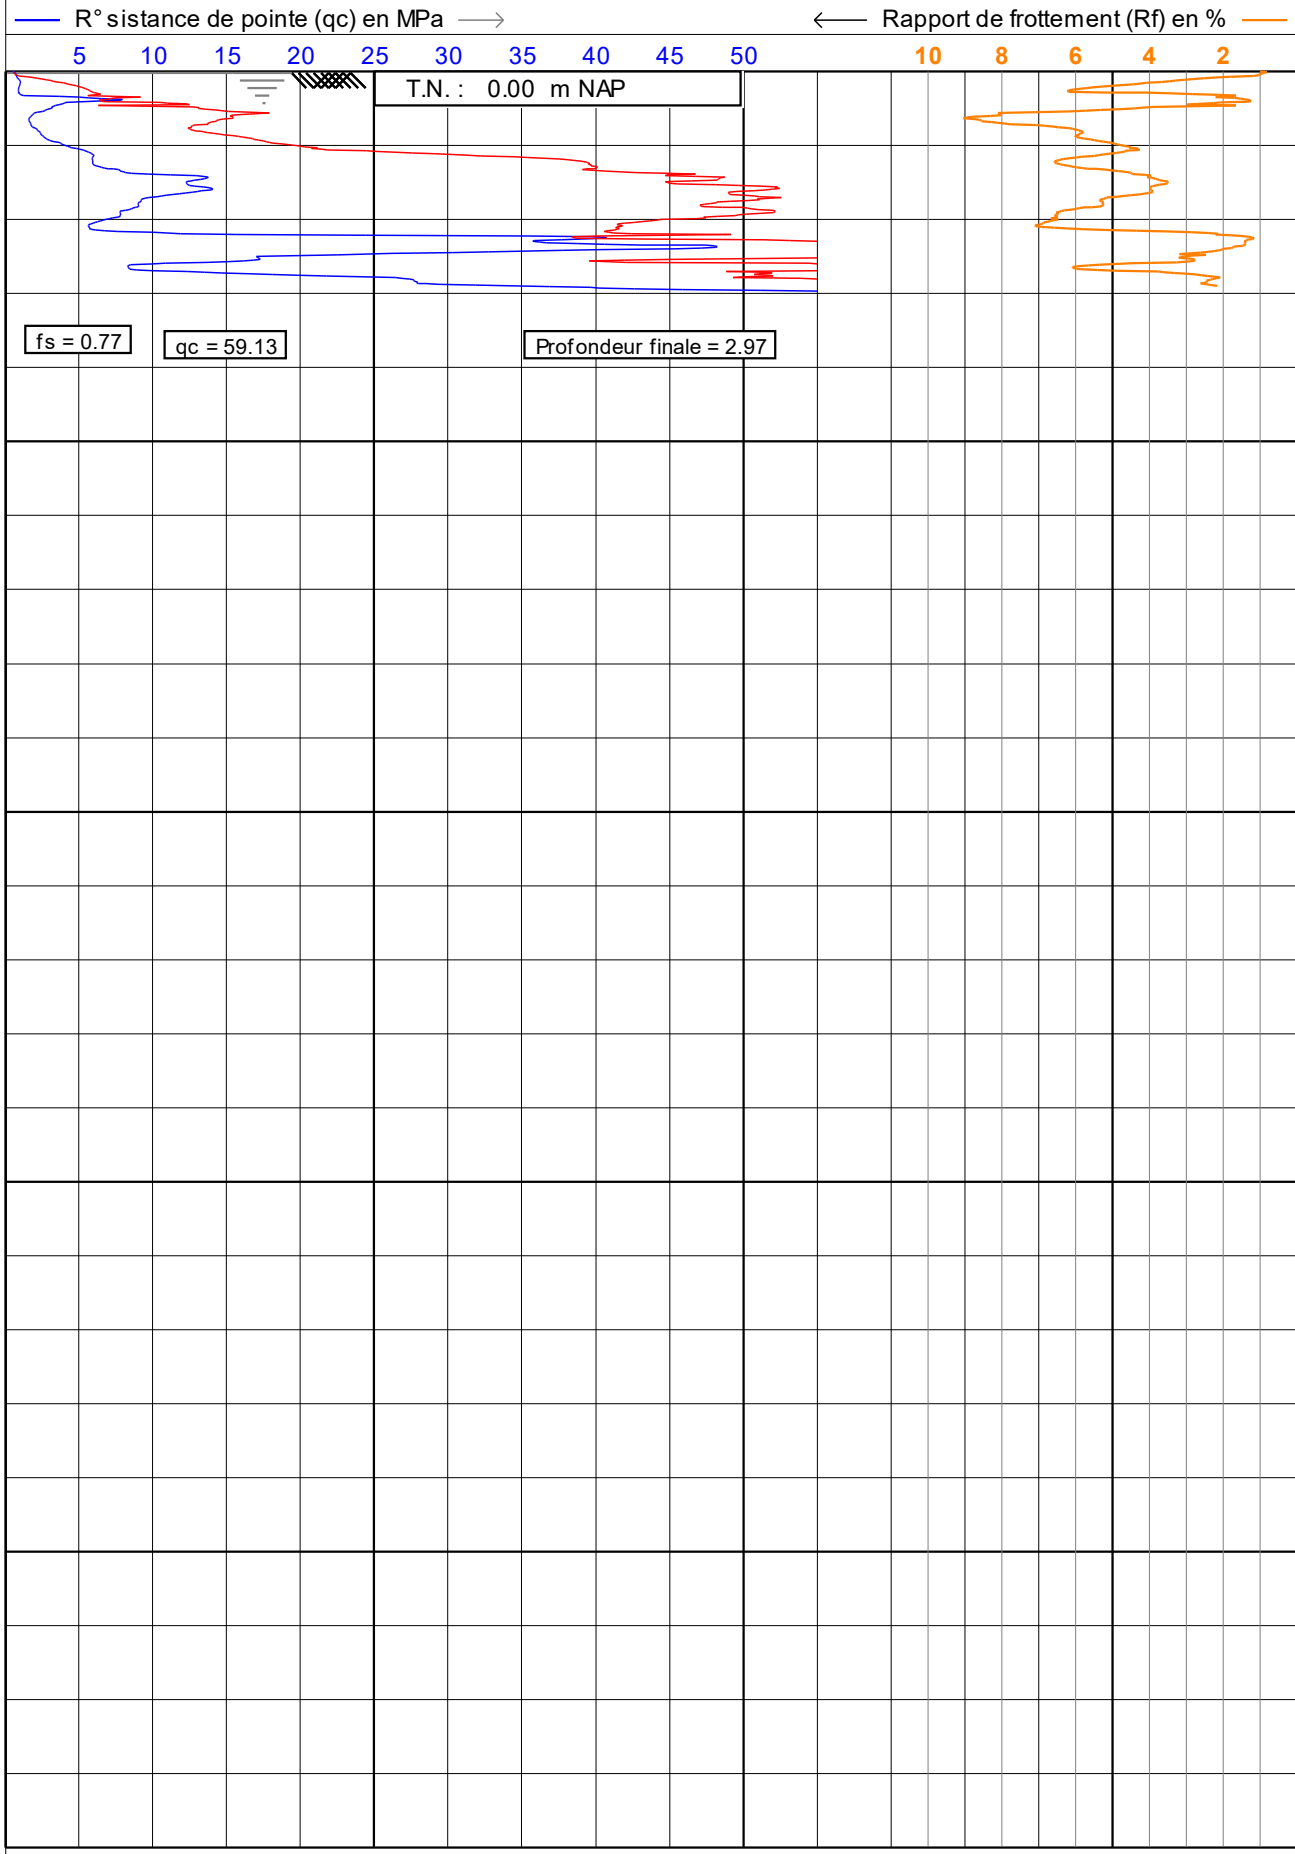 R° sistance de pointe (qc) en MPa
Rapport de frottement (Rf) en %
5 10 15 20 25 30 35 40 45 50 10 8 6 4 2
T.N. : 0.00 m NAP
fs = 0.77
qc = 59.13
Profondeur finale = 2.97